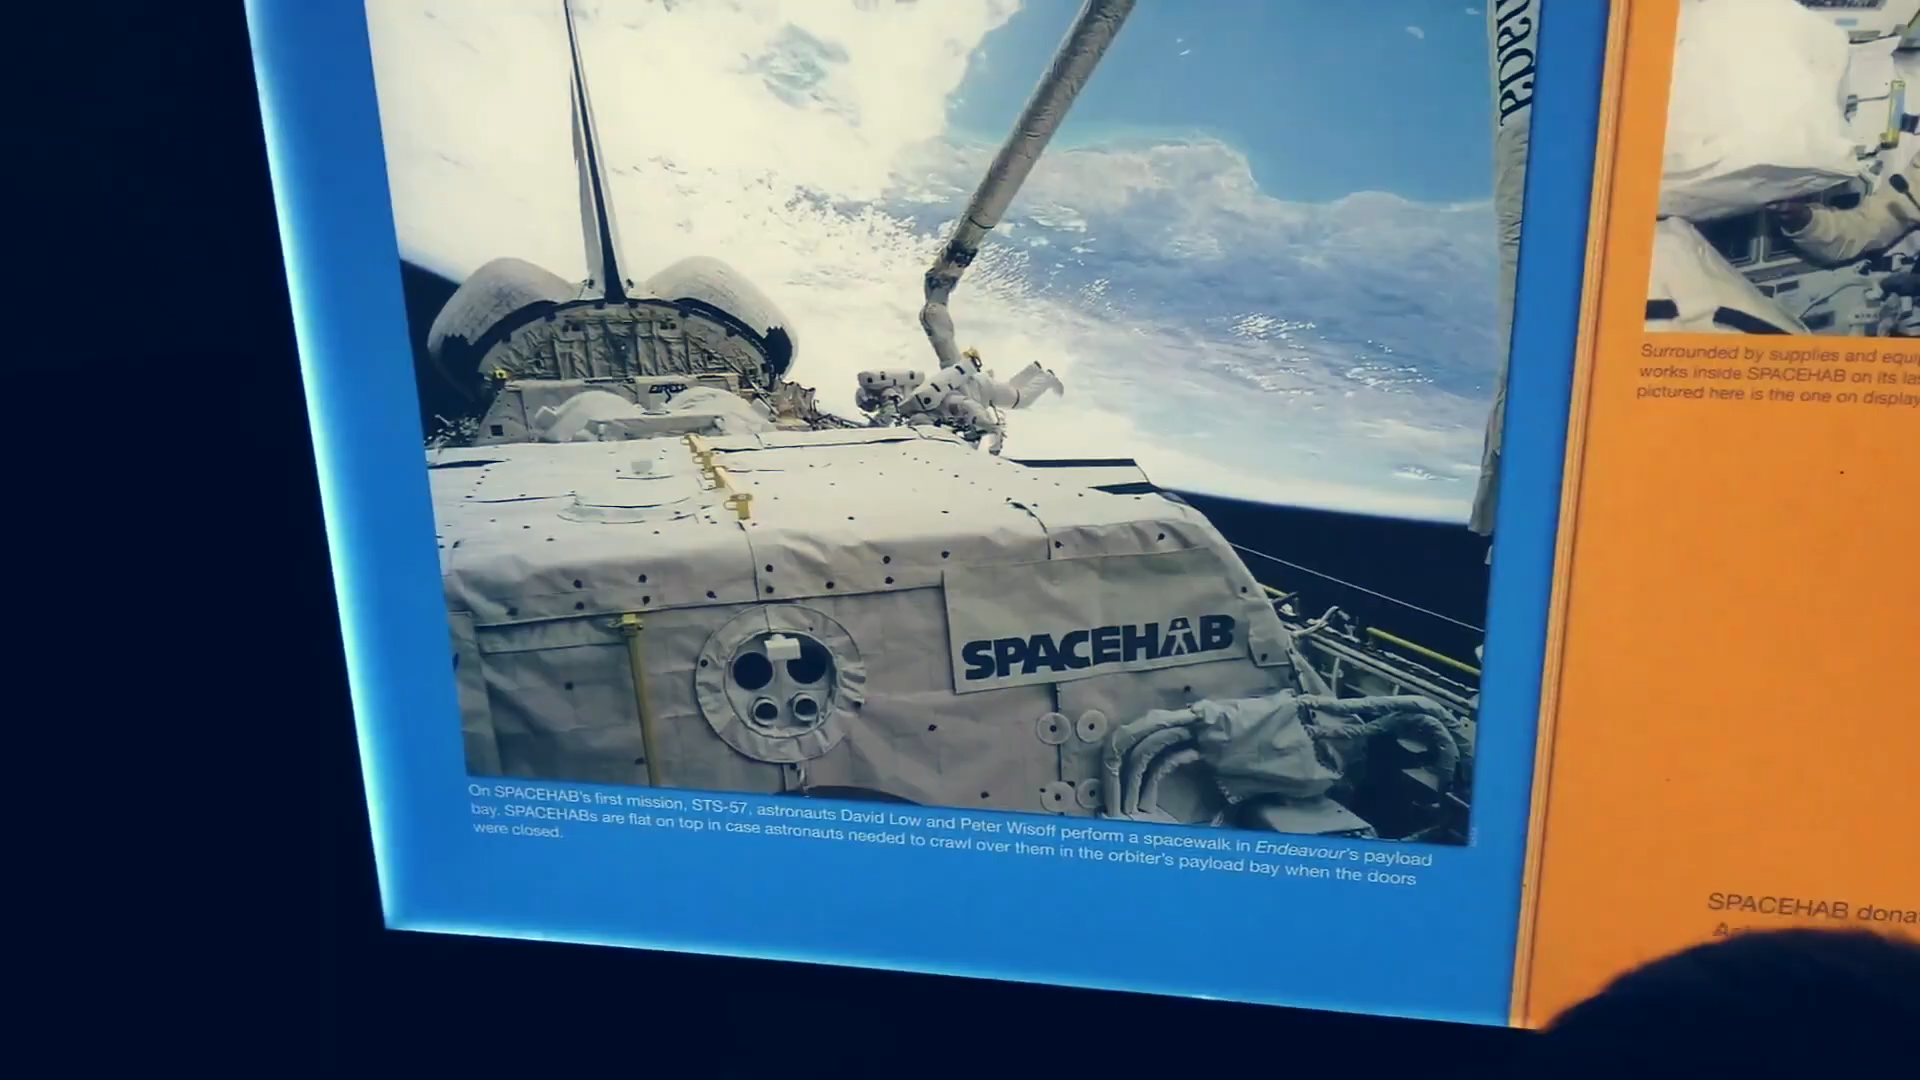 Canada
SPACEHAB
On SPACEHAB's first mission, STS-57, astronauts David Low and Peter Wisoff perform a spacewalk in Endeavour's payload
bay. SPACEHABs are flat on top in case astronauts needed to crawl over them in the orbiter's payload bay when the doors
were closed.
Surrounded by supplies and equi
works inside SPACEHAB on its la
pictured here is the one on display
SPACEHAB dona